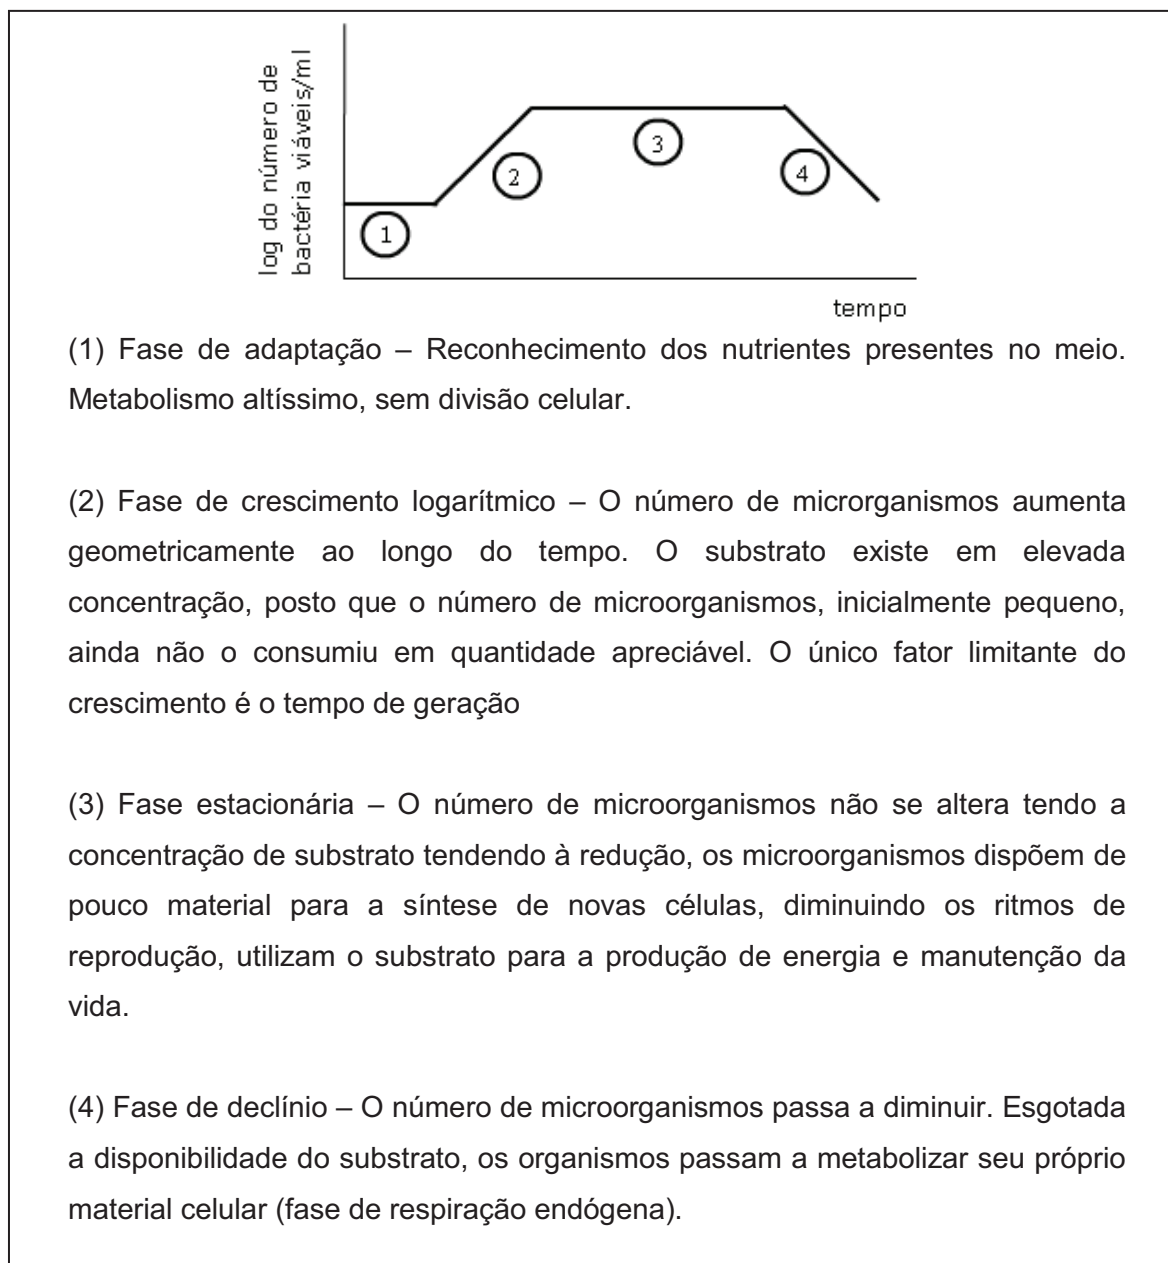 log do número de
bactéria viáveis/ml
1
2
3
4
tempo
(1) Fase de adaptação – Reconhecimento dos nutrientes presentes no meio.
Metabolismo altíssimo, sem divisão celular.
(2) Fase de crescimento logarítmico – O número de microrganismos aumenta
geometricamente ao longo do tempo. O substrato existe em elevada
concentração, posto que o número de microorganismos, inicialmente pequeno,
ainda não o consumiu em quantidade apreciável. O único fator limitante do
crescimento é o tempo de geração
(3) Fase estacionária – O número de microorganismos não se altera tendo a
concentração de substrato tendendo à redução, os microorganismos dispõem de
pouco material para a síntese de novas células, diminuindo os ritmos de
reprodução, utilizam o substrato para a produção de energia e manutenção da
vida.
(4) Fase de declínio – O número de microorganismos passa a diminuir. Esgotada
a disponibilidade do substrato, os organismos passam a metabolizar seu próprio
material celular (fase de respiração endógena).